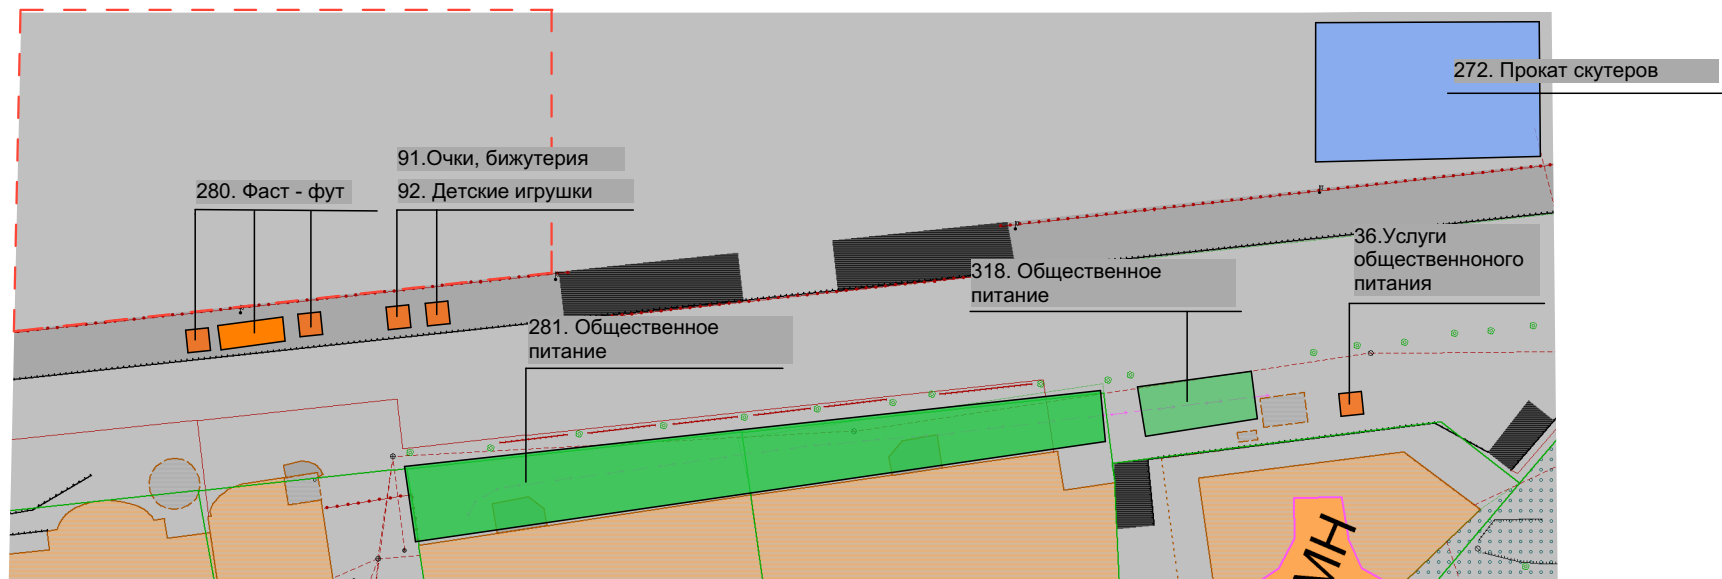 272. Прокат скутеров
91.Очки, бижутерия
280. Фаст - фут
92. Детские игрушки
36.Услуги
общественноного
питания
318. Общественное
питание
281. Общественное
питание
МН